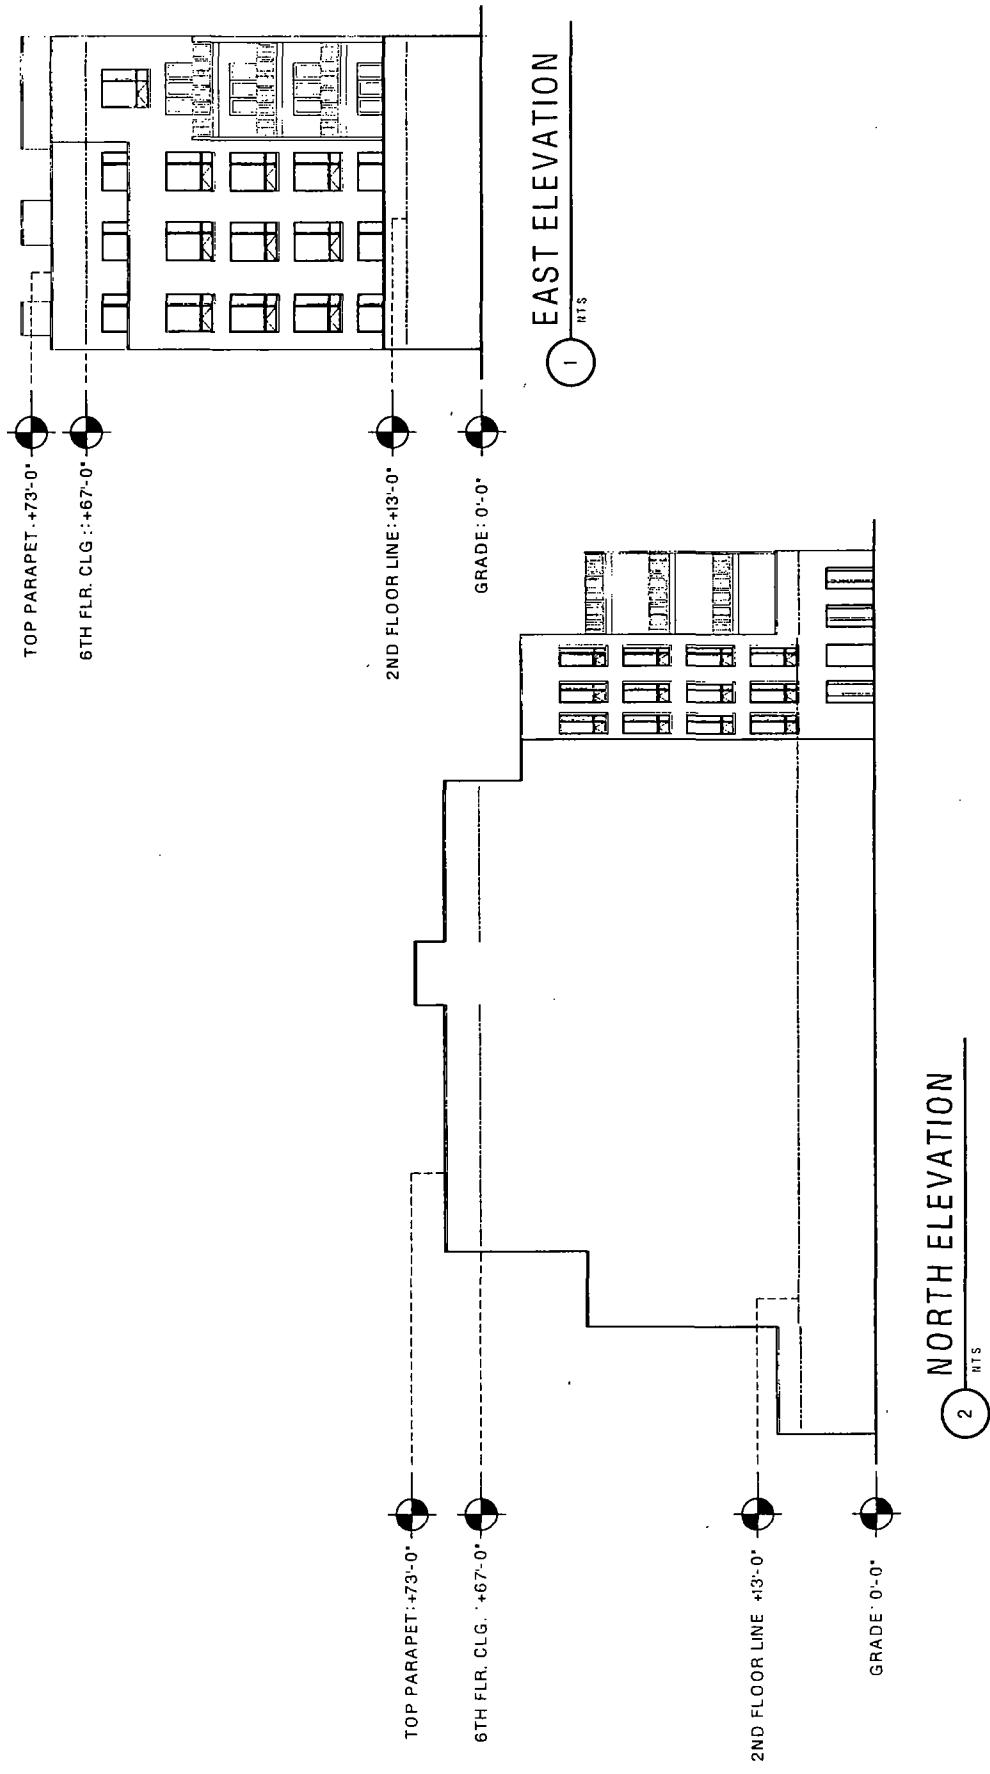 TOP PARAPET: +73'-0"
6TH FLR. CLG.: +67'-0"
2ND FLOOR LINE: +13'-0"
GRADE: 0'-0"
1
EAST ELEVATION
NTS
TOP PARAPET: +73'-0"
6TH FLR. CLG. +67'-0"
2ND FLOOR LINE +13'-0"
GRADE: 0'-0"
2
NORTH ELEVATION
NTS